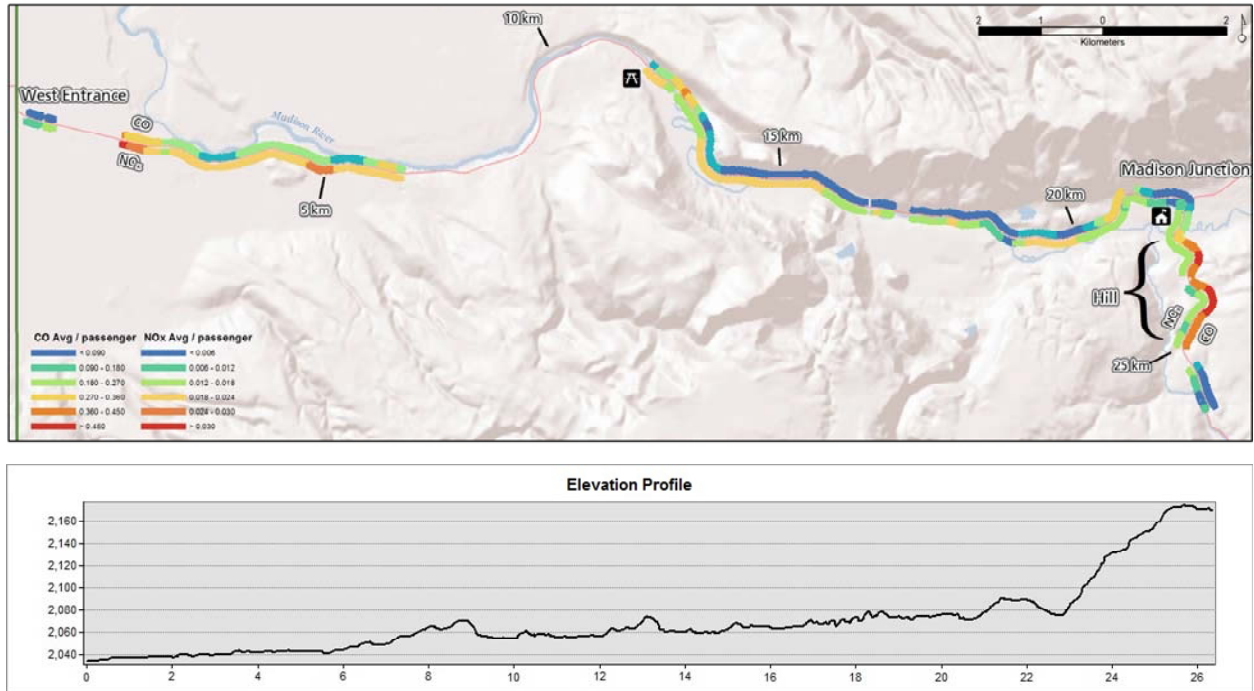 10 km
2 1 0 2
Kilometers
West Entrance
CO
Madison River
NOx
5 km
15 km
Madison Junction
20 km
Hill
NOx
CO
25 km
CO Avg / passenger NOx Avg / passenger
< 0.090 < 0.006
0.090 - 0.180 0.006 - 0.012
0.180 - 0.270 0.012 - 0.018
0.270 - 0.360 0.018 - 0.024
0.360 - 0.450 0.024 - 0.030
> 0.450 > 0.030
Elevation Profile
2,160
2,140
2,120
2,100
2,080
2,060
2,040
0 2 4 6 8 10 12 14 16 18 20 22 24 26